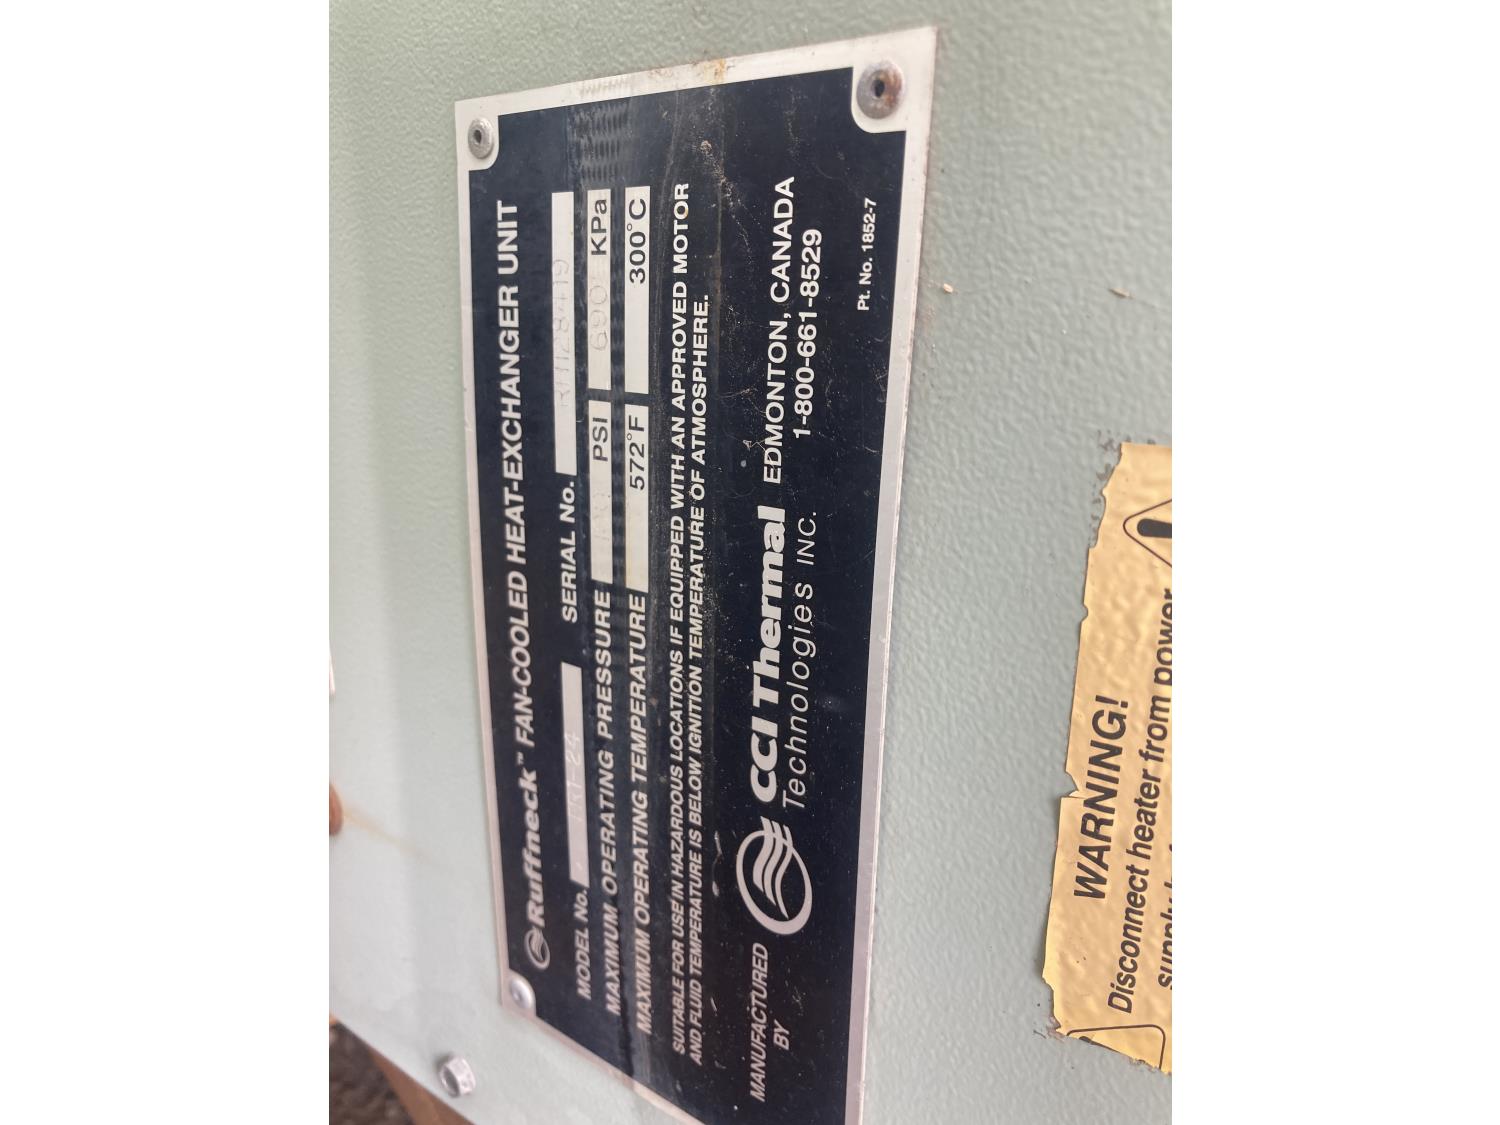 Ruffneck™ FAN-COOLED HEAT-EXCHANGER UNIT
MODEL No. SERIAL No. RH128419
MAXIMUM OPERATING PRESSURE PSI 690 KPa
MAXIMUM OPERATING TEMPERATURE 572°F 300°C
SUITABLE FOR USE IN HAZARDOUS LOCATIONS IF EQUIPPED WITH AN APPROVED MOTOR
AND FLUID TEMPERATURE IS BELOW IGNITION TEMPERATURE OF ATMOSPHERE.
MANUFACTURED
BY
CCI Thermal
Technologies INC.
EDMONTON, CANADA
1-800-661-8529
Pt. No. 1852-7
WARNING!
Disconnect heater from power